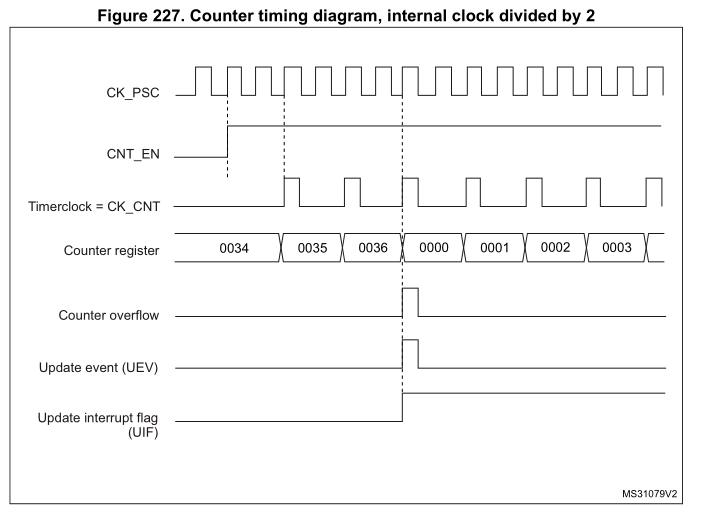 Figure 227. Counter timing diagram, internal clock divided by 2
CK_PSC
CNT_EN
Timerclock = CK_CNT
Counter register
0034 0035 0036 0000 0001 0002 0003
Counter overflow
Update event (UEV)
Update interrupt flag
(UIF)
MS31079V2